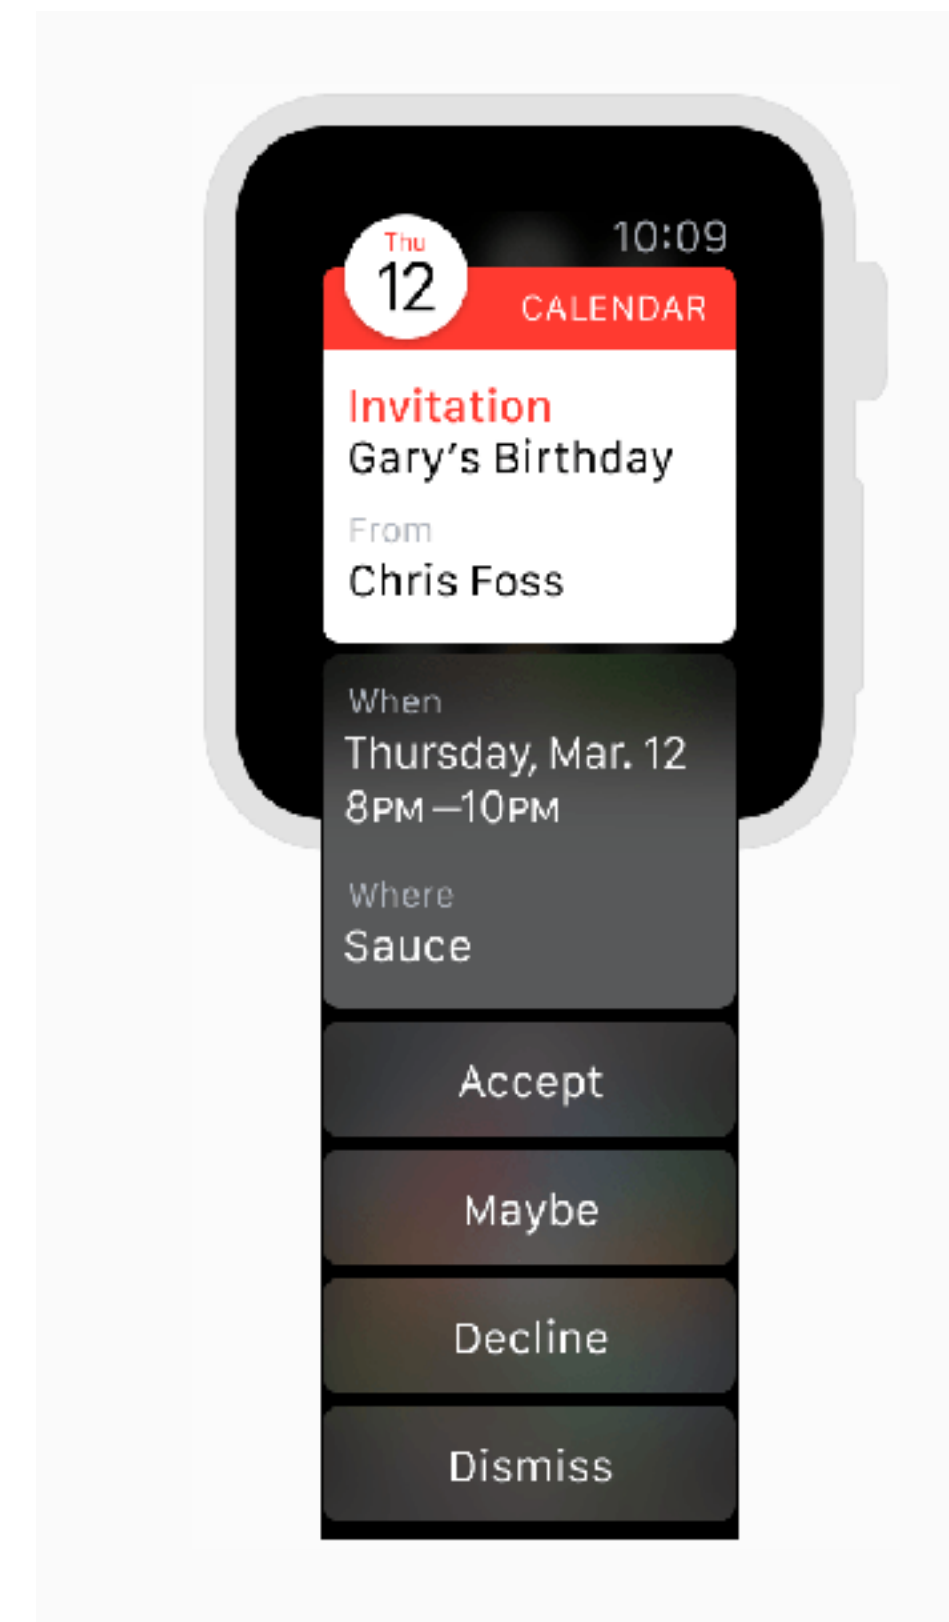 10:09
Thu
12
CALENDAR
Invitation
Gary's Birthday
From
Chris Foss
When
Thursday, Mar. 12
8PM–10PM
Where
Sauce
Accept
Maybe
Decline
Dismiss